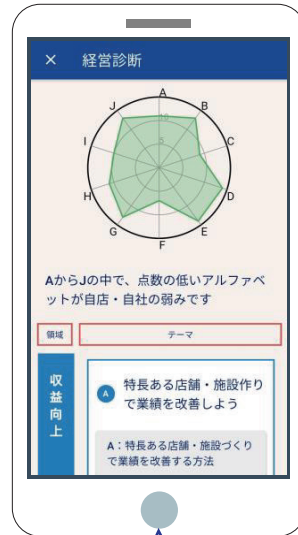 × 経営診断
A
J
B
10
I
5
C
H
D
G
E
F
AからJの中で、点数の低いアルファベ
ットが自店・自社の弱みです
領域
テーマ
収益向上
A
特長ある店舗・施設作り
で業績を改善しよう
A：特長ある店舗・施設づくり
で業績を改善する方法